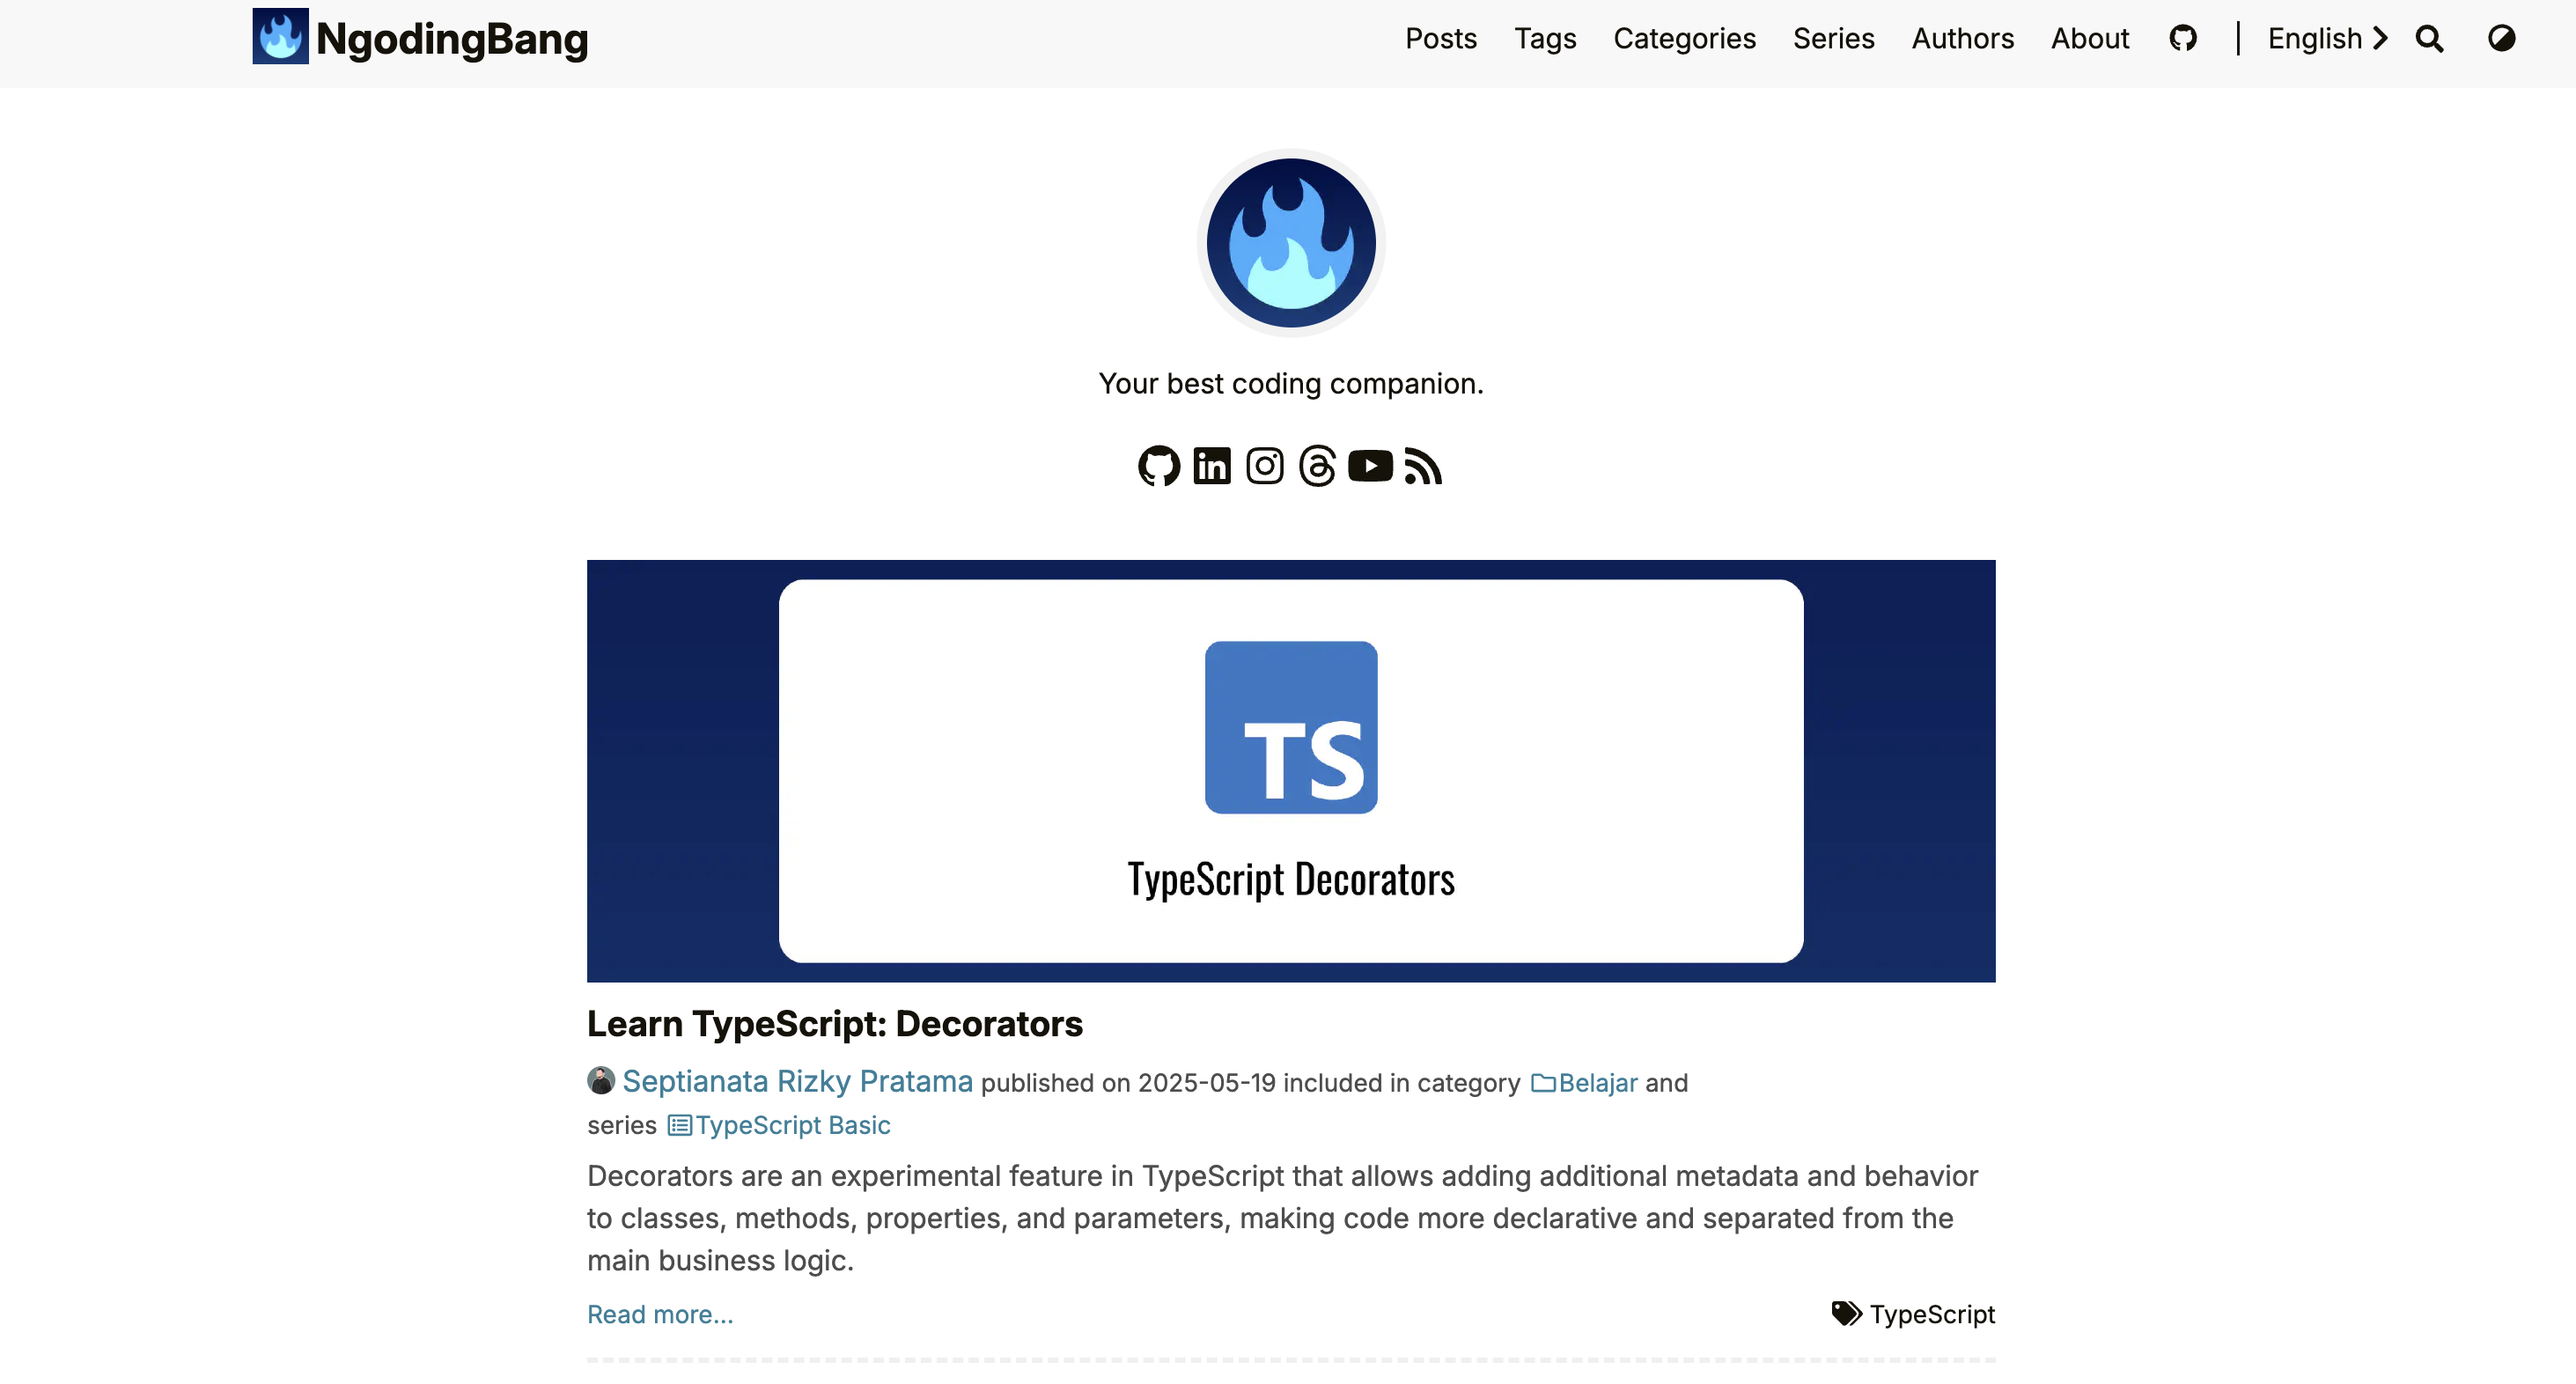 NgodingBang
Posts Tags Categories Series Authors About | English
Your best coding companion.
TS
TypeScript Decorators
Learn TypeScript: Decorators
Septianata Rizky Pratama published on 2025-05-19 included in category Belajar and
series TypeScript Basic
Decorators are an experimental feature in TypeScript that allows adding additional metadata and behavior
to classes, methods, properties, and parameters, making code more declarative and separated from the
main business logic.
Read more...
TypeScript